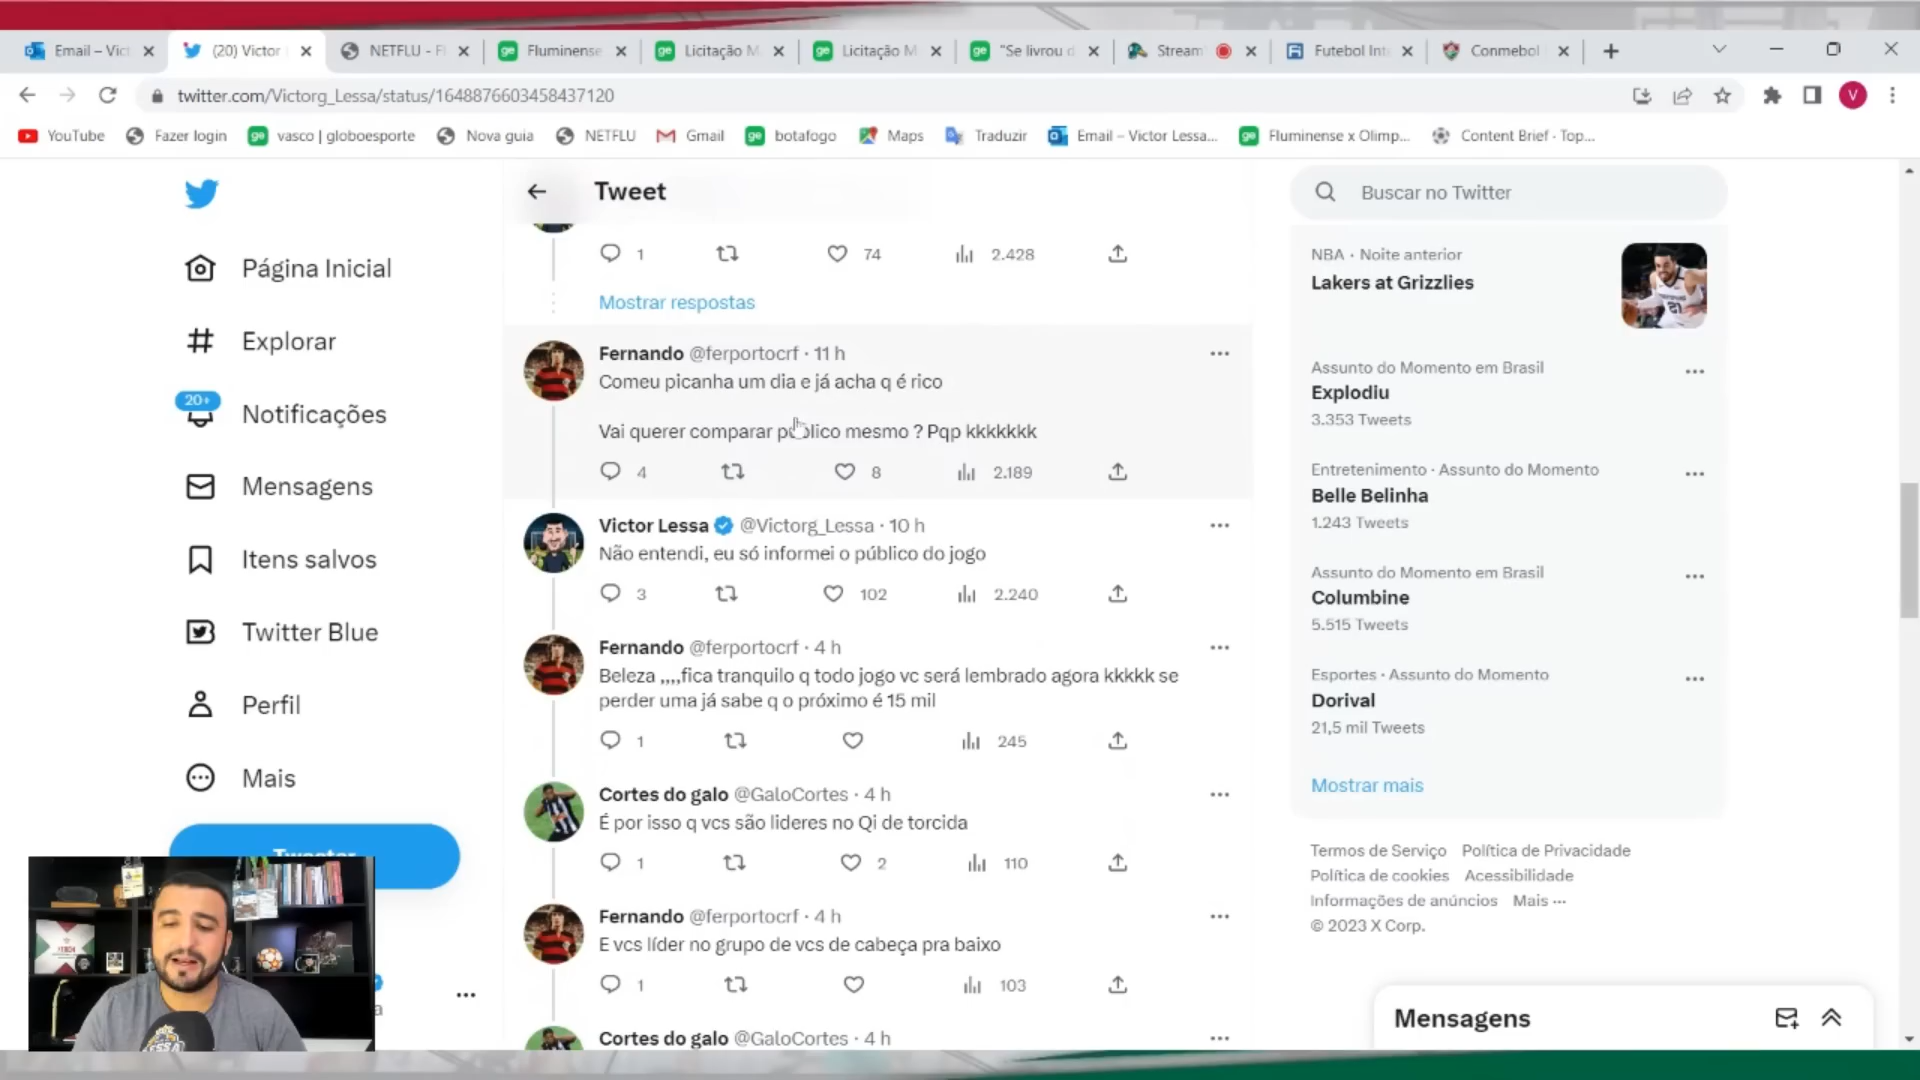 Email – Vict
(20) Victor
NETFLU - F
Fluminense
Licitação M
Licitação M
"Se livrou d
Stream
Futebol Int
Conmebol
twitter.com/Victorg_Lessa/status/1648876603458437120
V
YouTube
Fazer login
ge
vasco | globoesporte
Nova guia
NETFLU
Gmail
ge
botafogo
Maps
Traduzir
Email – Victor Lessa...
ge
Fluminense x Olimp...
Content Brief · Top...
Página Inicial
Explorar
20+
Notificações
Mensagens
Itens salvos
Twitter Blue
Perfil
Mais
Tweetar
Tweet
1
74
2.428
Mostrar respostas
Fernando @ferportocrf · 11 h
Comeu picanha um dia e já acha q é rico
Vai querer comparar público mesmo ? Pqp kkkkkkk
4
8
2.189
Victor Lessa @Victorg_Lessa · 10 h
Não entendi, eu só informei o público do jogo
3
102
2.240
Fernando @ferportocrf · 4 h
Beleza ,,,,fica tranquilo q todo jogo vc será lembrado agora kkkkk se
perder uma já sabe q o próximo é 15 mil
1
245
Cortes do galo @GaloCortes · 4 h
É por isso q vcs são lideres no Qi de torcida
1
2
110
Fernando @ferportocrf · 4 h
E vcs líder no grupo de vcs de cabeça pra baixo
1
103
Cortes do galo @GaloCortes · 4 h
Buscar no Twitter
NBA · Noite anterior
Lakers at Grizzlies
Assunto do Momento em Brasil
Explodiu
3.353 Tweets
Entretenimento · Assunto do Momento
Belle Belinha
1.243 Tweets
Assunto do Momento em Brasil
Columbine
5.515 Tweets
Esportes · Assunto do Momento
Dorival
21,5 mil Tweets
Mostrar mais
Termos de Serviço Política de Privacidade
Política de cookies Acessibilidade
Informações de anúncios Mais ···
© 2023 X Corp.
Mensagens